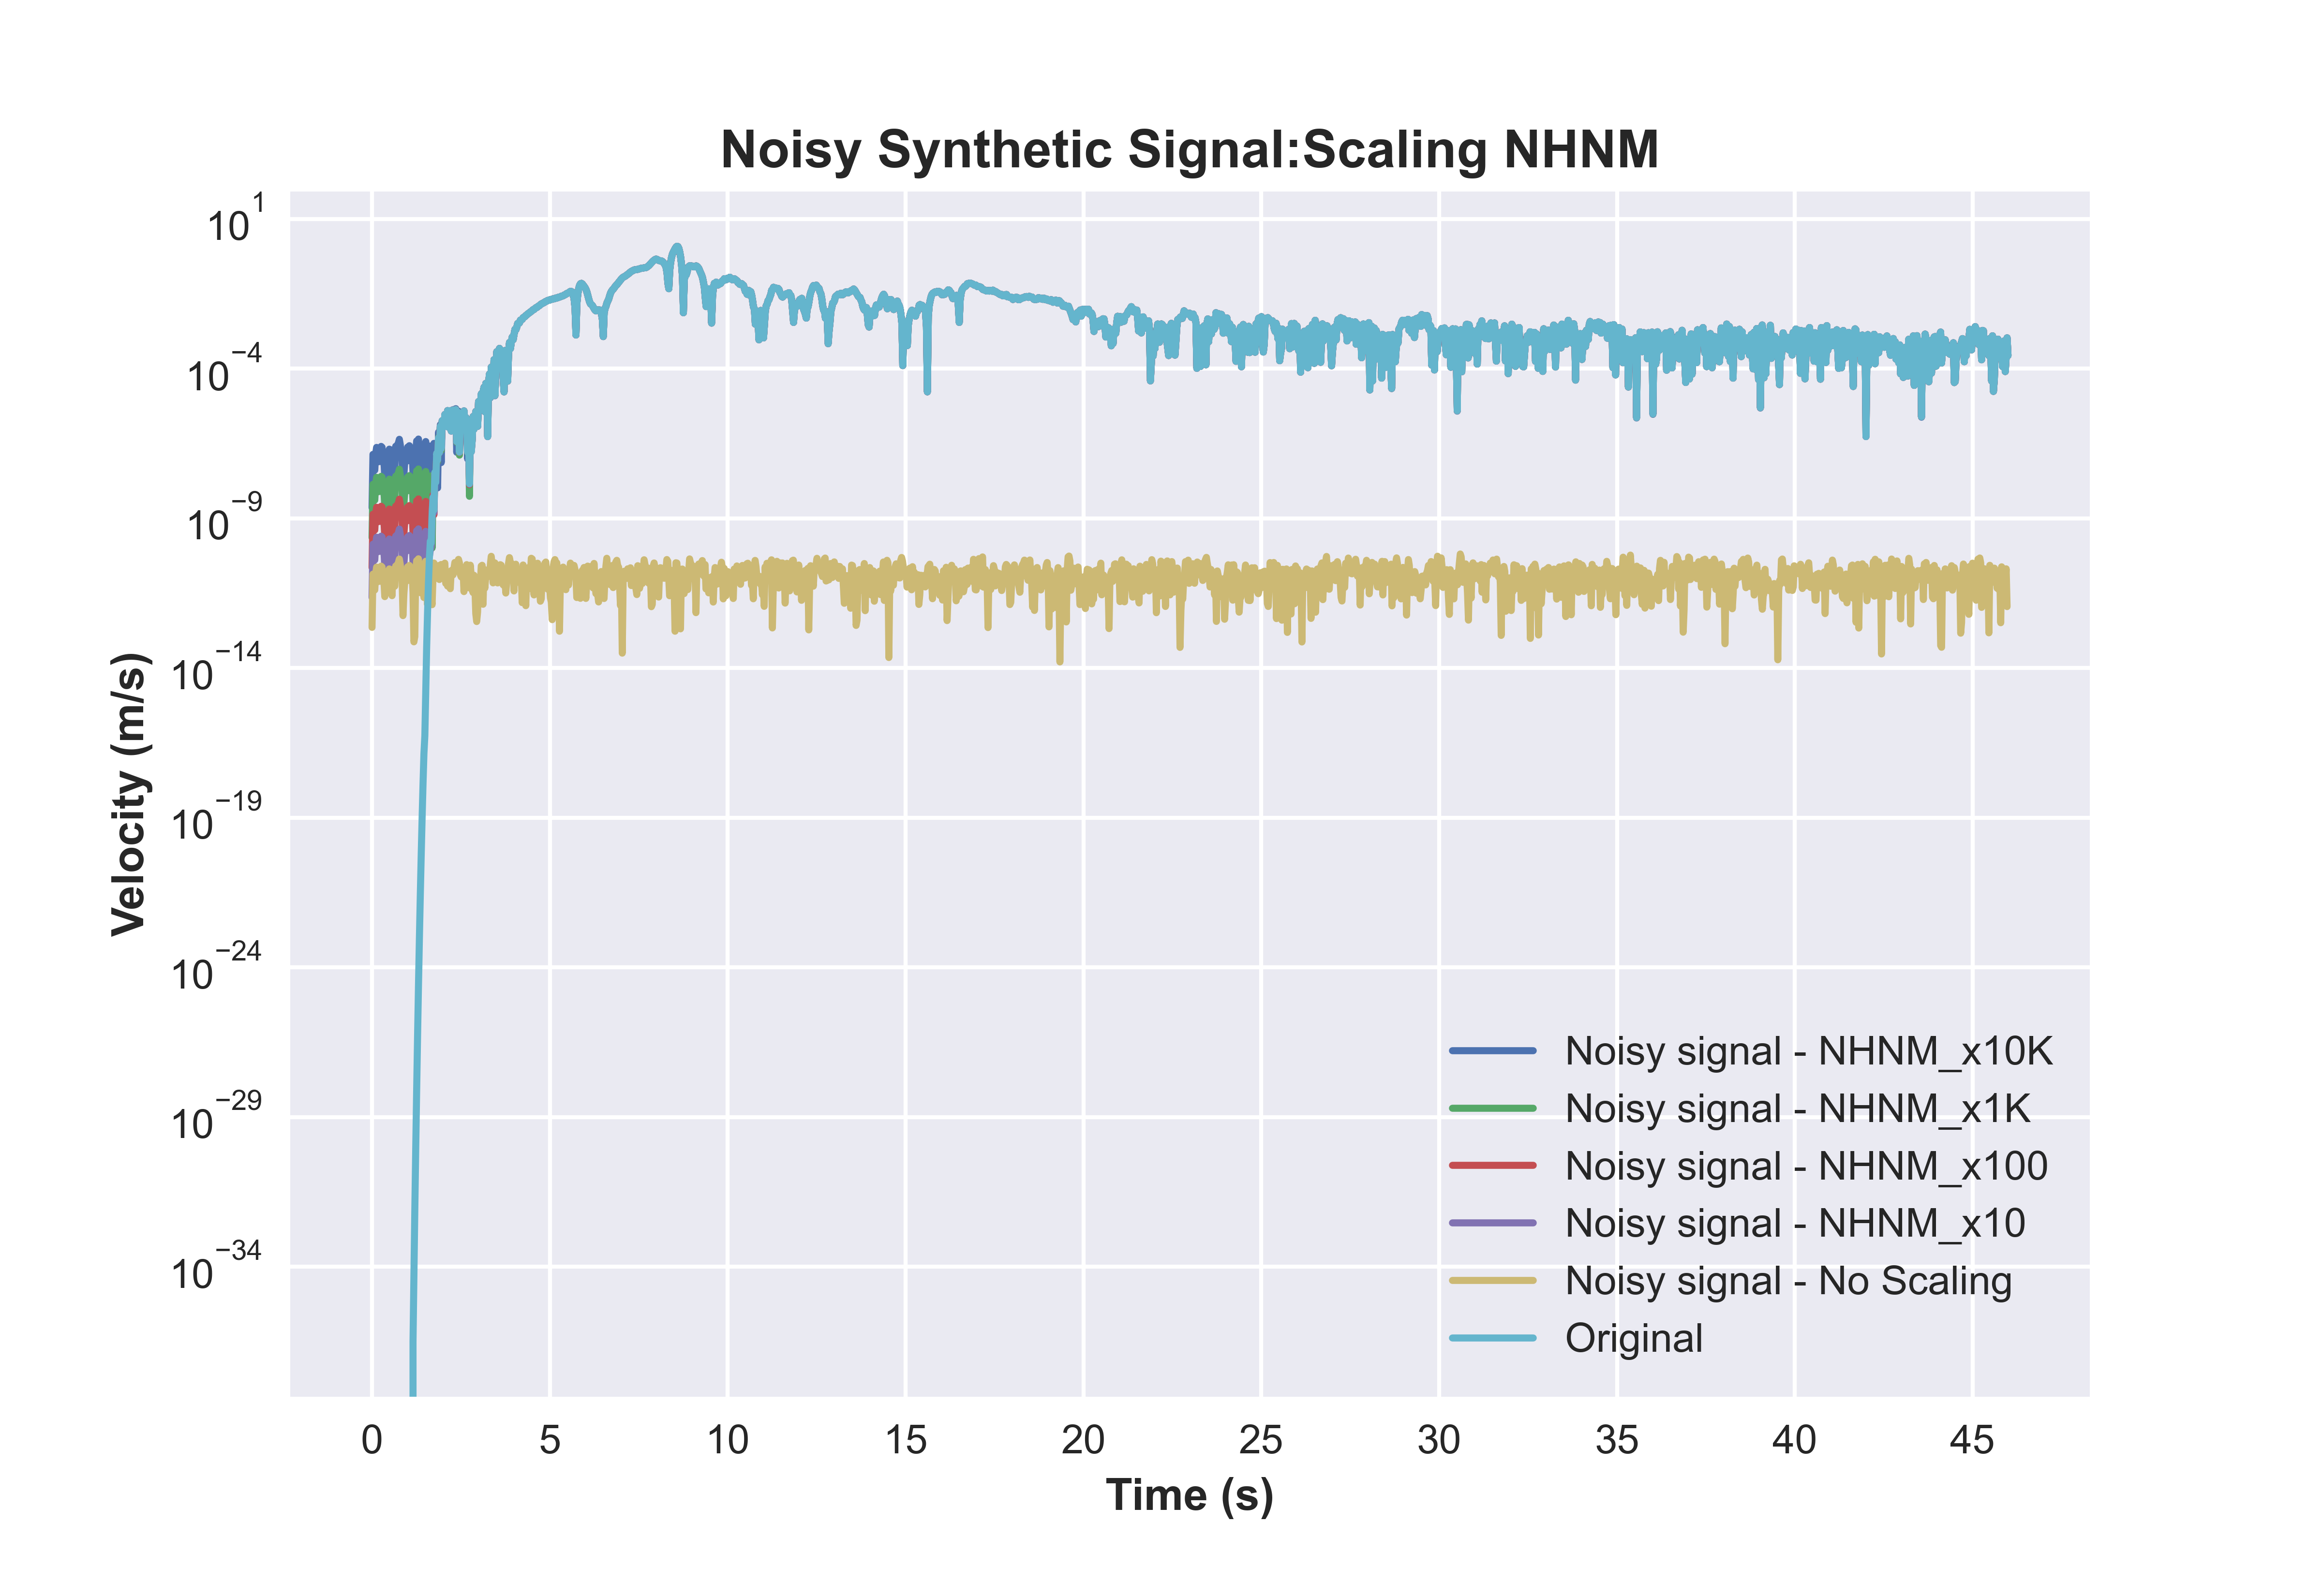 Noisy Synthetic Signal:Scaling NHNM
Velocity (m/s)
10^1
10^−4
10^−9
10^−14
10^−19
10^−24
10^−29
10^−34
Noisy signal - NHNM_x10K
Noisy signal - NHNM_x1K
Noisy signal - NHNM_x100
Noisy signal - NHNM_x10
Noisy signal - No Scaling
Original
0 5 10 15 20 25 30 35 40 45
Time (s)